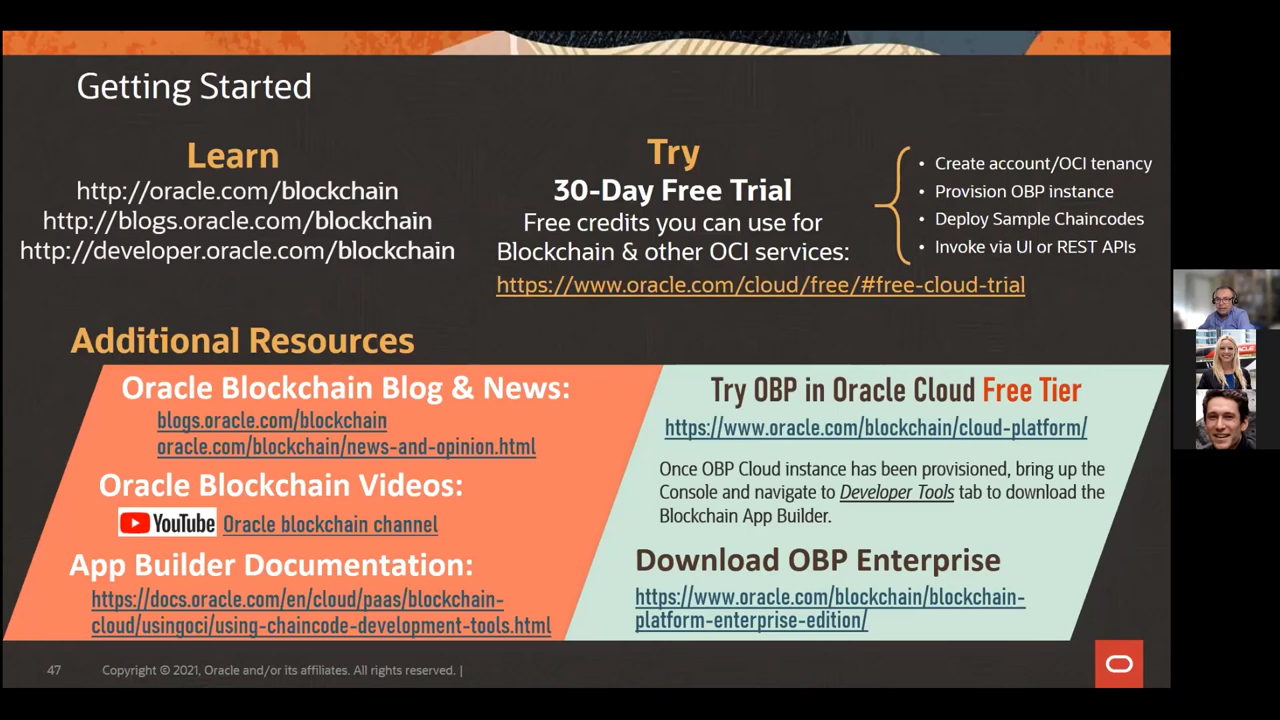 Getting Started
Learn
http://oracle.com/blockchain
http://blogs.oracle.com/blockchain
http://developer.oracle.com/blockchain
Try
30-Day Free Trial
Free credits you can use for
Blockchain & other OCI services:
https://www.oracle.com/cloud/free/#free-cloud-trial
• Create account/OCI tenancy
• Provision OBP instance
• Deploy Sample Chaincodes
• Invoke via UI or REST APIs
Additional Resources
Oracle Blockchain Blog & News:
blogs.oracle.com/blockchain
oracle.com/blockchain/news-and-opinion.html
Oracle Blockchain Videos:
YouTube Oracle blockchain channel
App Builder Documentation:
https://docs.oracle.com/en/cloud/paas/blockchain-
cloud/usingoci/using-chaincode-development-tools.html
Try OBP in Oracle Cloud Free Tier
https://www.oracle.com/blockchain/cloud-platform/
Once OBP Cloud instance has been provisioned, bring up the
Console and navigate to Developer Tools tab to download the
Blockchain App Builder.
Download OBP Enterprise
https://www.oracle.com/blockchain/blockchain-
platform-enterprise-edition/
47 Copyright © 2021, Oracle and/or its affiliates. All rights reserved. |